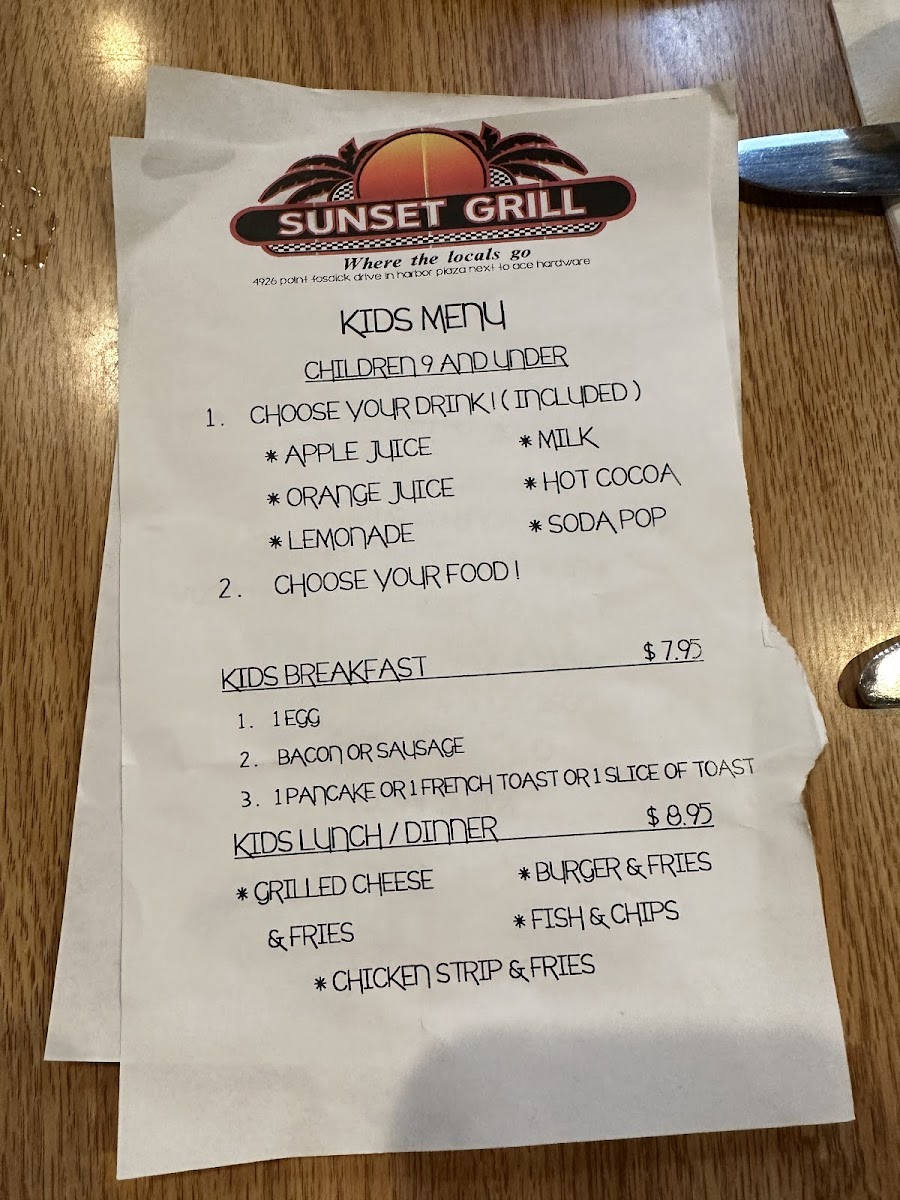 SUNSET GRILL
Where the locals go
4926 point fosdick drive in harbor plaza next to ace hardware
KIDS MENU
CHILDREN 9 AND UNDER
1. CHOOSE YOUR DRINK! (INCLUDED)
* APPLE JUICE * MILK
* ORANGE JUICE * HOT COCOA
* LEMONADE * SODA POP
2. CHOOSE YOUR FOOD!
KIDS BREAKFAST $7.95
1. 1 EGG
2. BACON OR SAUSAGE
3. 1 PANCAKE OR 1 FRENCH TOAST OR 1 SLICE OF TOAST
KIDS LUNCH / DINNER $8.95
* GRILLED CHEESE * BURGER & FRIES
& FRIES * FISH & CHIPS
* CHICKEN STRIP & FRIES